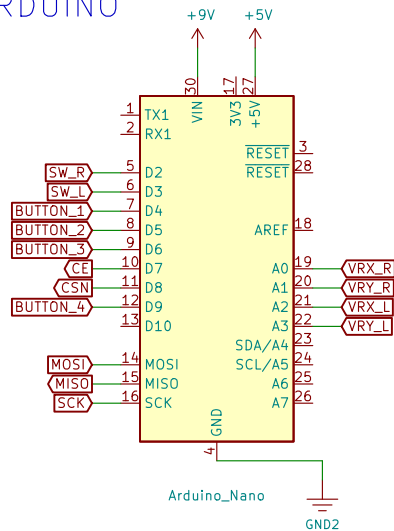 RDUINO
+9V +5V
30 17 27
VIN 3V3 +5V
1 TX1
2 RX1
RESET 3
RESET 28
SW_R 5 D2
SW_L 6 D3
BUTTON_1 7 D4
BUTTON_2 8 D5 AREF 18
BUTTON_3 9 D6
CE 10 D7 A0 19 VRX_R
CSN 11 D8 A1 20 VRY_R
BUTTON_4 12 D9 A2 21 VRX_L
13 D10 A3 22 VRY_L
SDA/A4 23
MOSI 14 MOSI SCL/A5 24
MISO 15 MISO A6 25
SCK 16 SCK A7 26
GND
4
Arduino_Nano
GND2